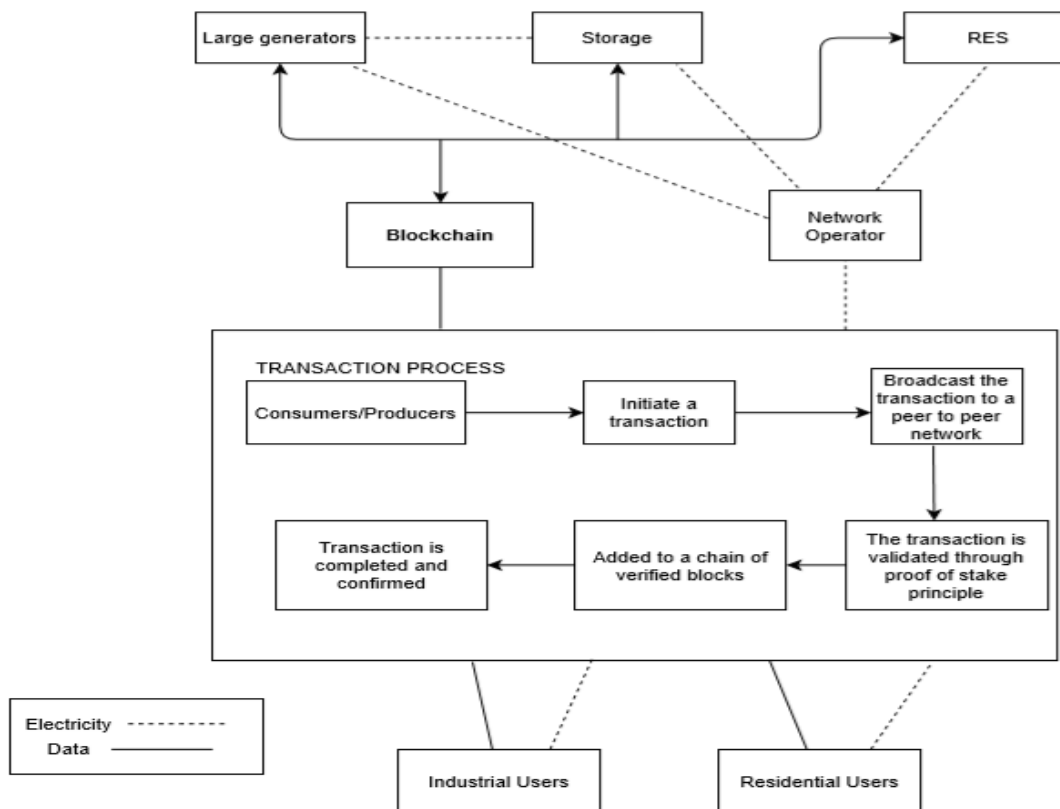 Large generators
Storage
RES
Blockchain
Network
Operator
TRANSACTION PROCESS
Consumers/Producers
Initiate a
transaction
Broadcast the
transaction to a
peer to peer
network
Transaction is
completed and
confirmed
Added to a chain of
verified blocks
The transaction is
validated through
proof of stake
principle
Electricity
Data
Industrial Users
Residential Users